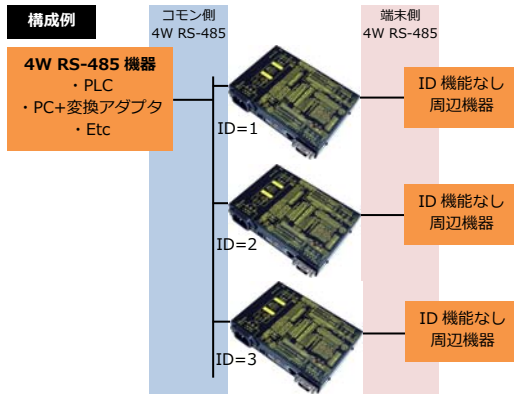 構成例
コモン側
4W RS-485
端末側
4W RS-485
4W RS-485 機器
・PLC
・PC+変換アダプタ
・Etc
ID=1
ID 機能なし
周辺機器
ID=2
ID 機能なし
周辺機器
ID=3
ID 機能なし
周辺機器